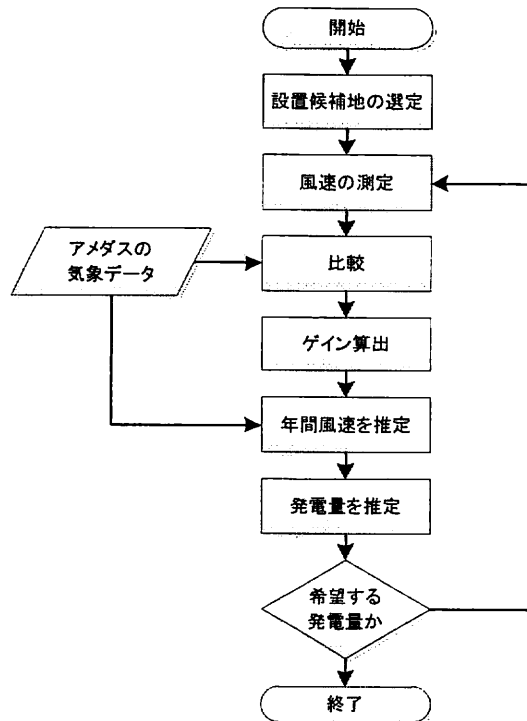 開始
設置候補地の選定
風速の測定
アメダスの
気象データ
比較
ゲイン算出
年間風速を推定
発電量を推定
希望する
発電量か
終了